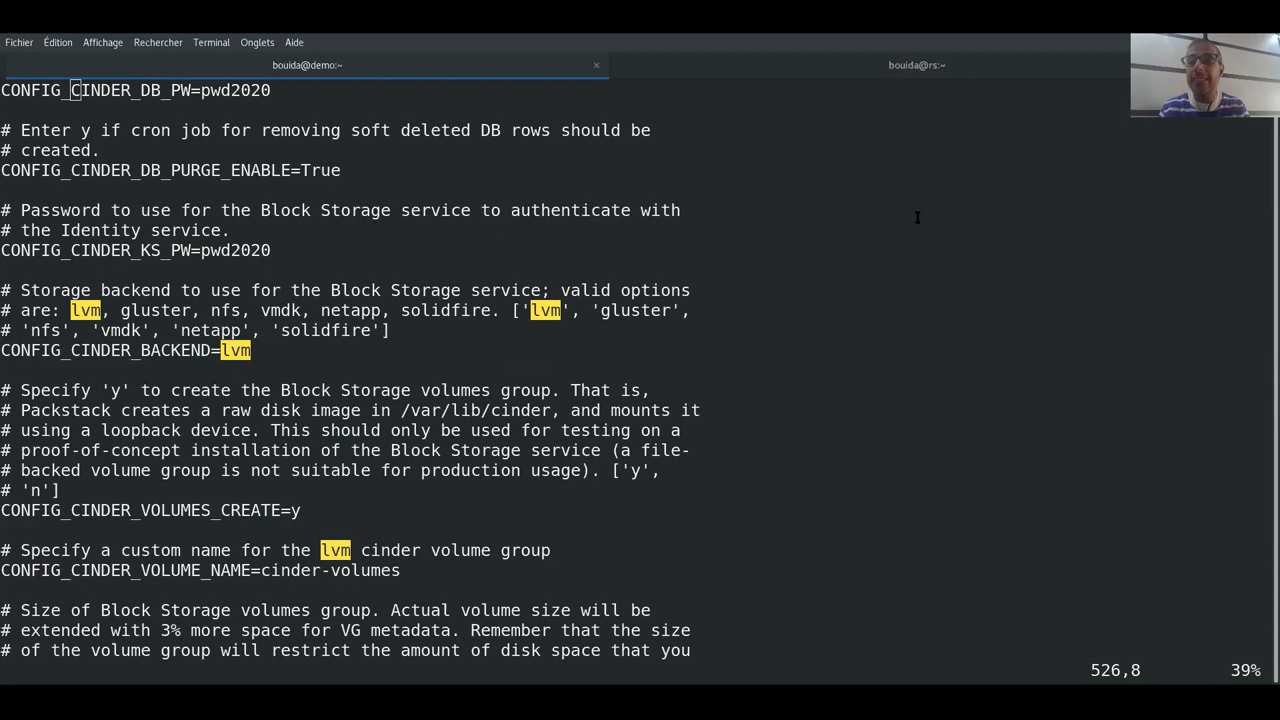 Fichier Édition Affichage Rechercher Terminal Onglets Aide
bouida@demo:~ × bouida@rs:~
CONFIG_CINDER_DB_PW=pwd2020
# Enter y if cron job for removing soft deleted DB rows should be
# created.
CONFIG_CINDER_DB_PURGE_ENABLE=True
# Password to use for the Block Storage service to authenticate with
# the Identity service.
CONFIG_CINDER_KS_PW=pwd2020
# Storage backend to use for the Block Storage service; valid options
# are: lvm, gluster, nfs, vmdk, netapp, solidfire. ['lvm', 'gluster',
# 'nfs', 'vmdk', 'netapp', 'solidfire']
CONFIG_CINDER_BACKEND=lvm
# Specify 'y' to create the Block Storage volumes group. That is,
# Packstack creates a raw disk image in /var/lib/cinder, and mounts it
# using a loopback device. This should only be used for testing on a
# proof-of-concept installation of the Block Storage service (a file-
# backed volume group is not suitable for production usage). ['y',
# 'n']
CONFIG_CINDER_VOLUMES_CREATE=y
# Specify a custom name for the lvm cinder volume group
CONFIG_CINDER_VOLUME_NAME=cinder-volumes
# Size of Block Storage volumes group. Actual volume size will be
# extended with 3% more space for VG metadata. Remember that the size
# of the volume group will restrict the amount of disk space that you
526,8 39%